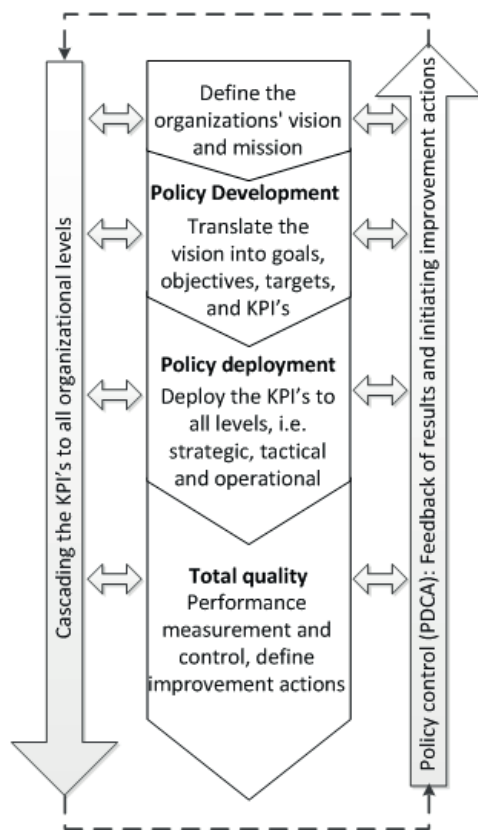 Define the
organizations' vision
and mission
Policy Development
Translate the
vision into goals,
objectives, targets,
and KPI's
Policy deployment
Deploy the KPI's to
all levels, i.e.
strategic, tactical
and operational
Total quality
Performance
measurement and
control, define
improvement actions
Cascading the KPI's to all organizational levels
Policy control (PDCA): Feedback of results and initiating improvement actions